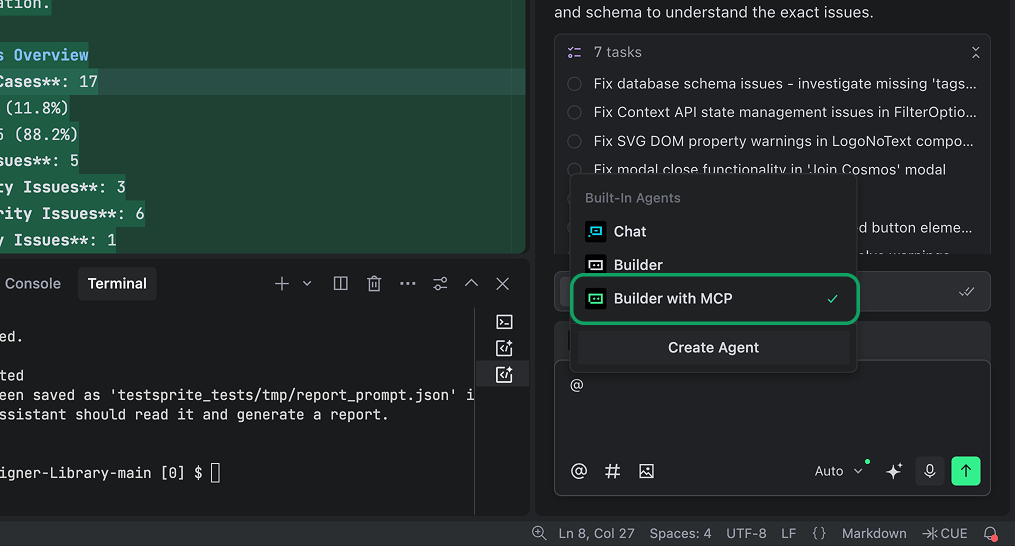 ation.
s Overview
Cases**: 17
(11.8%)
5 (88.2%)
sues**: 5
ty Issues**: 3
rity Issues**: 6
y Issues**: 1
Console
Terminal
ed.
ted
een saved as 'testsprite_tests/tmp/report_prompt.json' i
ssistant should read it and generate a report.
igner-Library-main [0] $
and schema to understand the exact issues.
7 tasks
Fix database schema issues - investigate missing 'tags...
Fix Context API state management issues in FilterOptio...
Fix SVG DOM property warnings in LogoNoText compo...
Fix modal close functionality in 'Join Cosmos' modal
d button eleme...
Built-In Agents
Chat
Builder
Builder with MCP
Create Agent
@
@ #
Auto
Ln 8, Col 27
Spaces: 4
UTF-8
LF
{}
Markdown
CUE